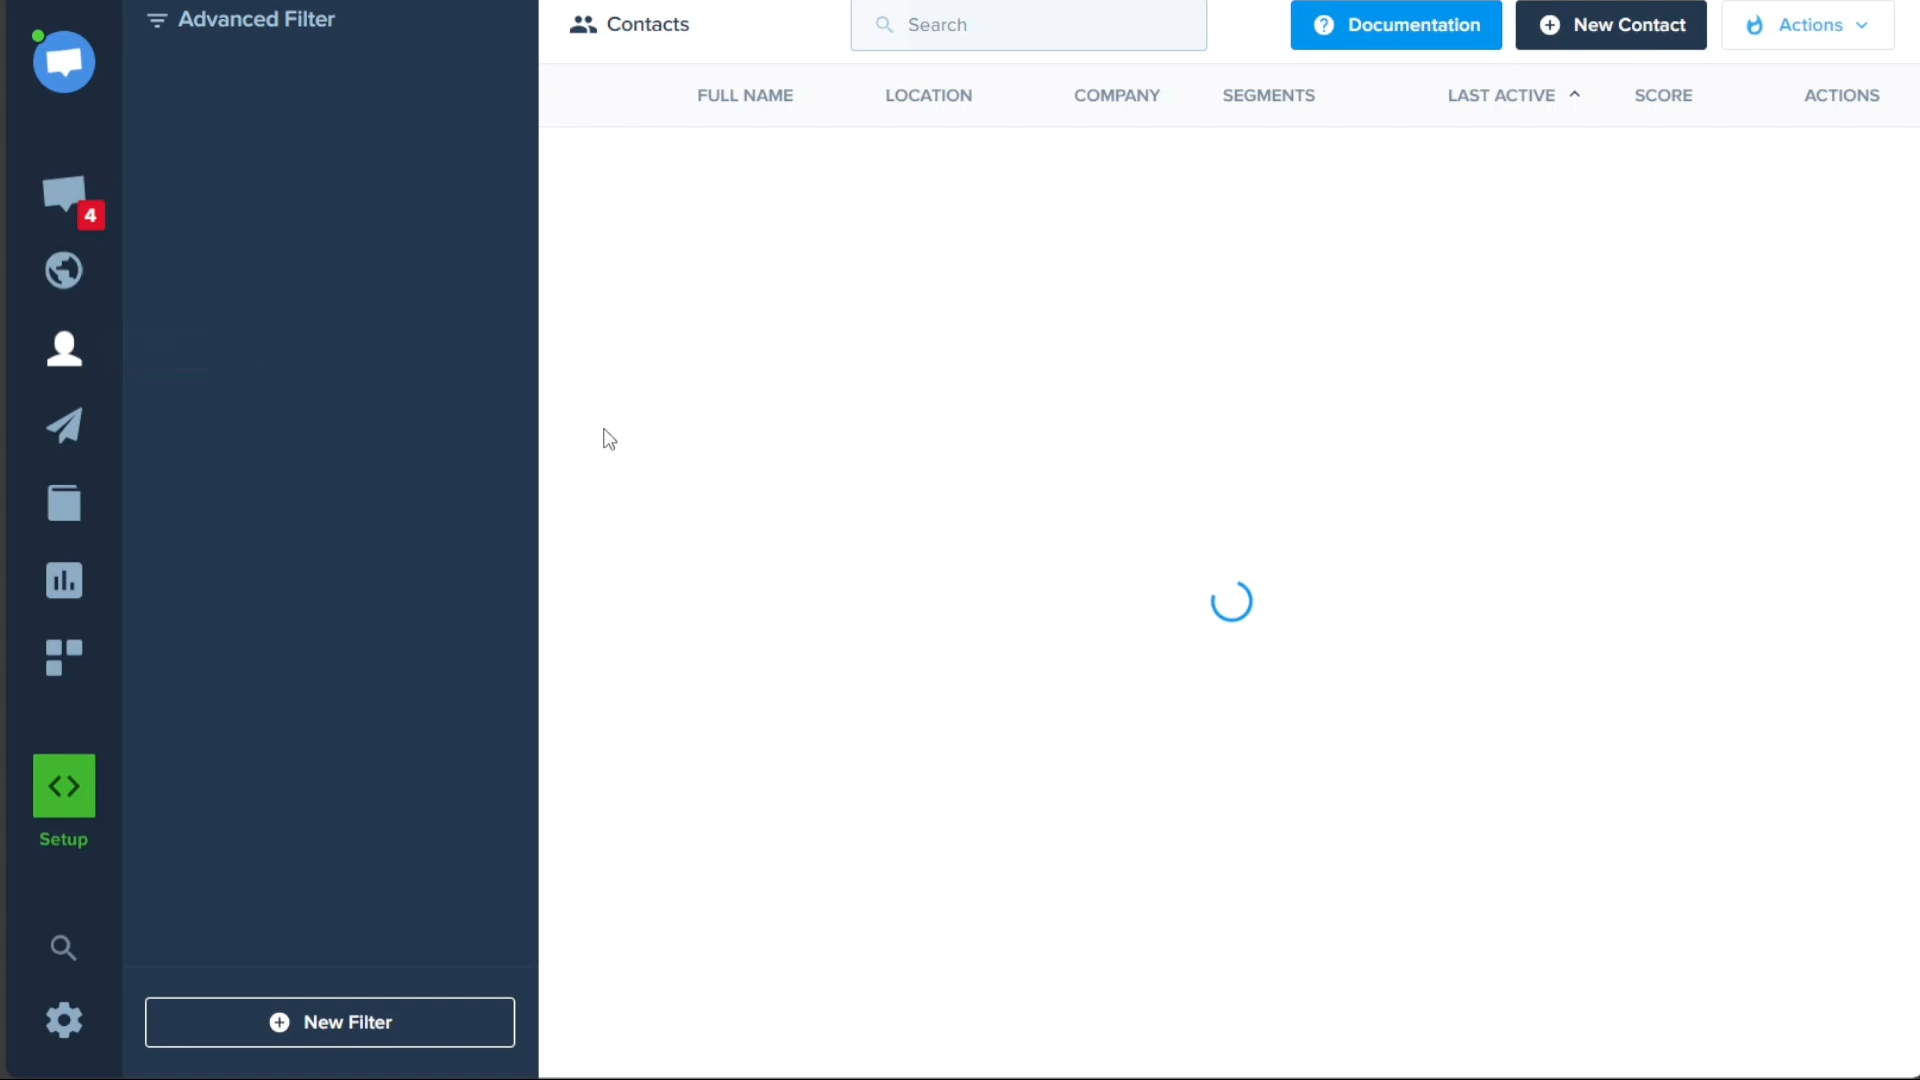 Advanced Filter
Contacts
Search
Documentation
New Contact
Actions
FULL NAME
LOCATION
COMPANY
SEGMENTS
LAST ACTIVE
SCORE
ACTIONS
4
Setup
New Filter